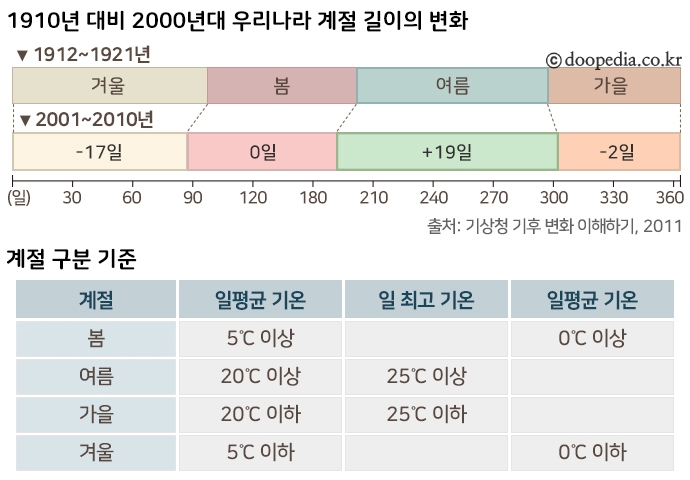 1910년 대비 2000년대 우리나라 계절 길이의 변화
▼ 1912~1921년
ⓒ doopedia.co.kr
겨울 봄 여름 가을
▼ 2001~2010년
-17일 0일 +19일 -2일
(일) 30 60 90 120 180 210 240 270 300 330 360
출처: 기상청 기후 변화 이해하기, 2011
계절 구분 기준
계절 일평균 기온 일 최고 기온 일평균 기온
봄 5℃ 이상 0℃ 이상
여름 20℃ 이상 25℃ 이상
가을 20℃ 이하 25℃ 이하
겨울 5℃ 이하 0℃ 이하